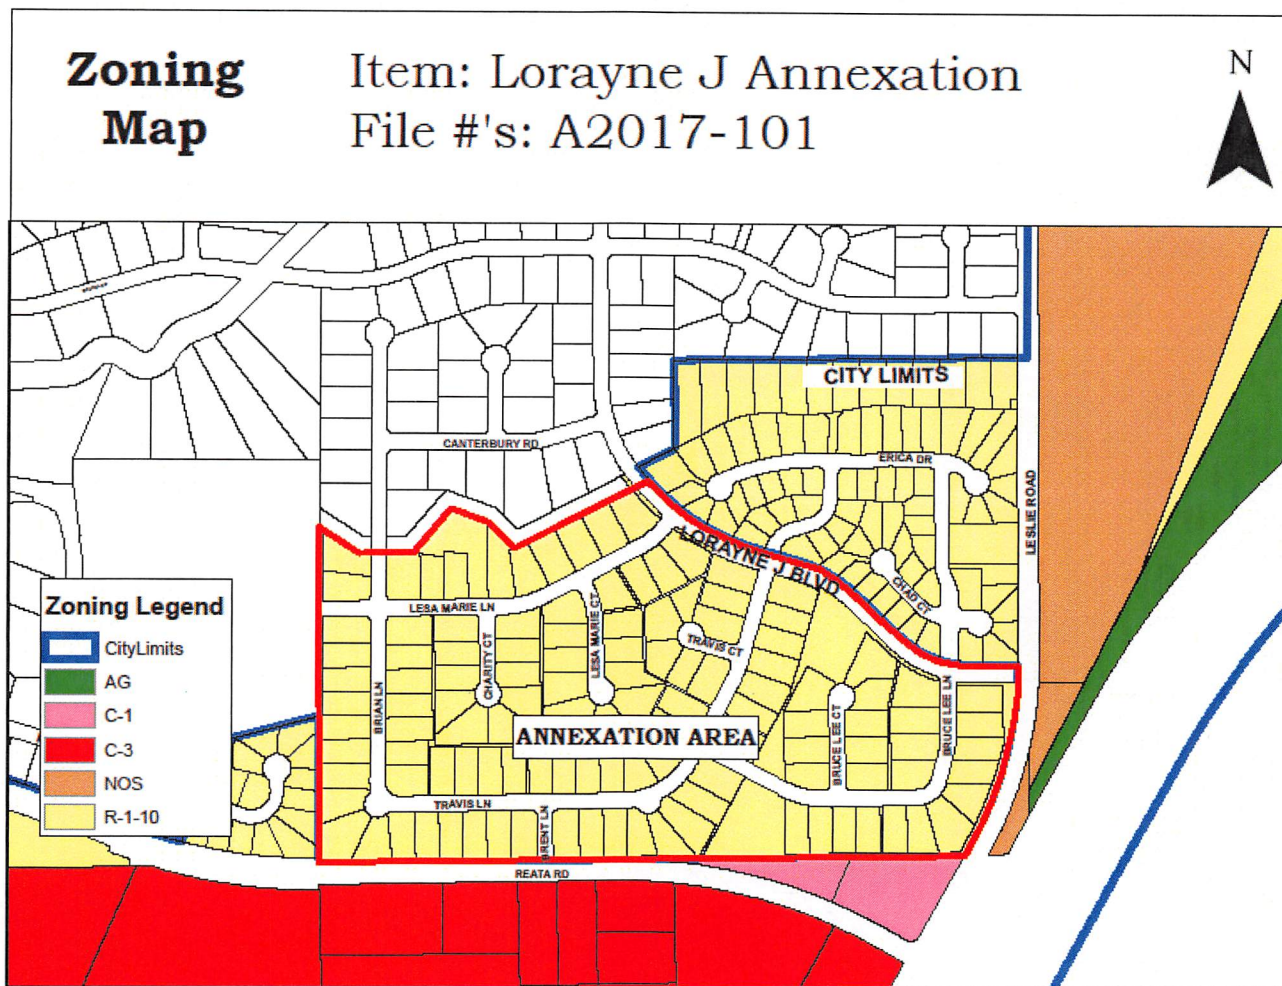 Zoning
Map
Item: Lorayne J Annexation
File #'s: A2017-101
N
CITY LIMITS
CANTERBURY RD
ERICA DR
LESLIE ROAD
LORAYNE J BLVD
CHAD CT
LESA MARIE LN
CHARITY CT
LESA MARIE CT
TRAVIS CT
BRIAN LN
ANNEXATION AREA
BRUCE LEE CT
BRUCE LEE LN
TRAVIS LN
BRENT LN
REATA RD
Zoning Legend
CityLimits
AG
C-1
C-3
NOS
R-1-10